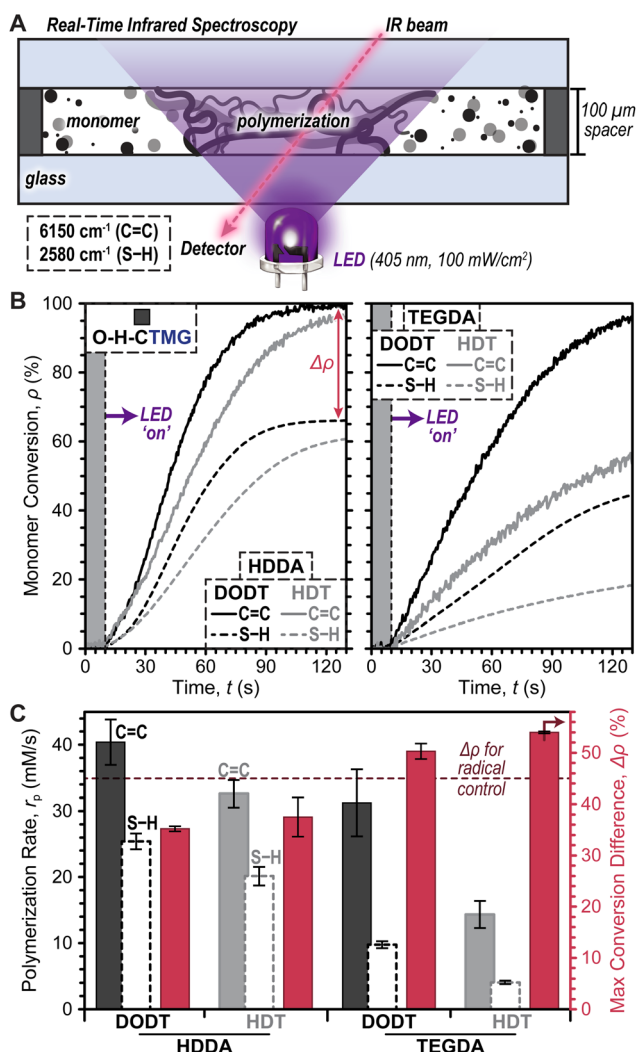 A
Real-Time Infrared Spectroscopy
IR beam
monomer
polymerization
100 µm
spacer
glass
6150 cm⁻¹ (C=C)
2580 cm⁻¹ (S–H)
Detector
LED (405 nm, 100 mW/cm²)
B
Monomer Conversion, ρ (%)
100
80
60
40
20
0
O-H-CTMG
LED
‘on’
Δρ
HDDA
DODT HDT
C=C C=C
S–H S–H
0 30 60 90 120
Time, t (s)
TEGDA
DODT HDT
C=C C=C
S–H S–H
LED
‘on’
0 30 60 90 120
Time, t (s)
C
Polymerization Rate, rₚ (mM/s)
40
30
20
10
0
C=C
S–H
C=C
S–H
Δρ for
radical
control
50
40
30
20
10
0
Max Conversion Difference, Δρ (%)
DODT HDT DODT HDT
HDDA TEGDA